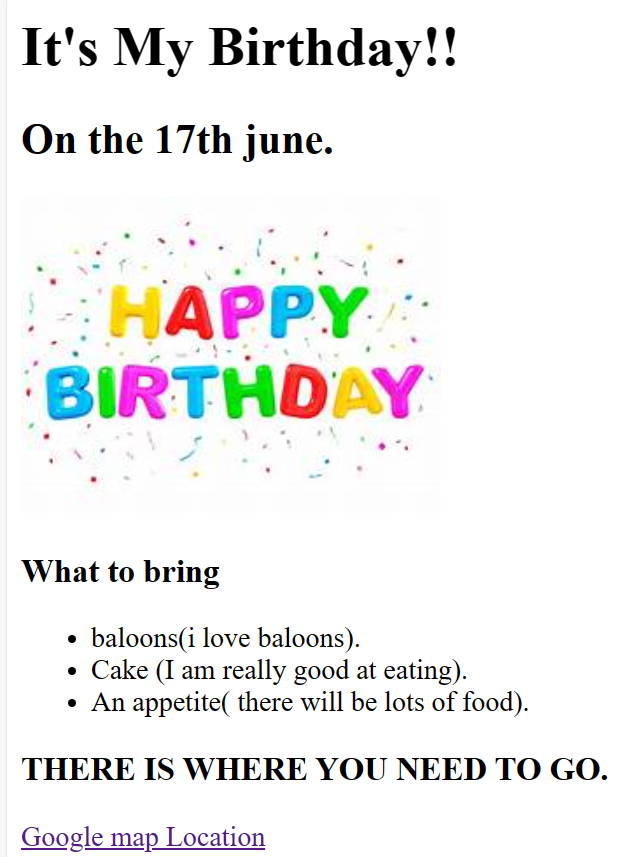 It's My Birthday!!
On the 17th june.
HAPPY
BIRTHDAY
What to bring
baloons(i love baloons).
Cake (I am really good at eating).
An appetite( there will be lots of food).
THERE IS WHERE YOU NEED TO GO.
Google map Location